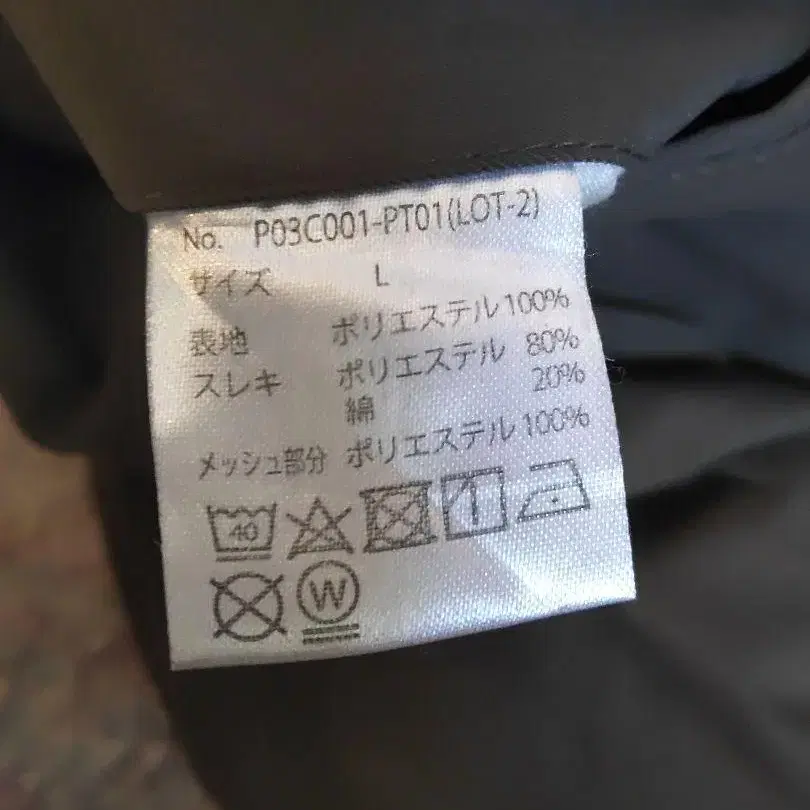 No. P03C001-PT01(LOT-2)
サイズ L
表地 ポリエステル 100%
スレキ ポリエステル 80%
綿 20%
メッシュ部分 ポリエステル 100%
40
W